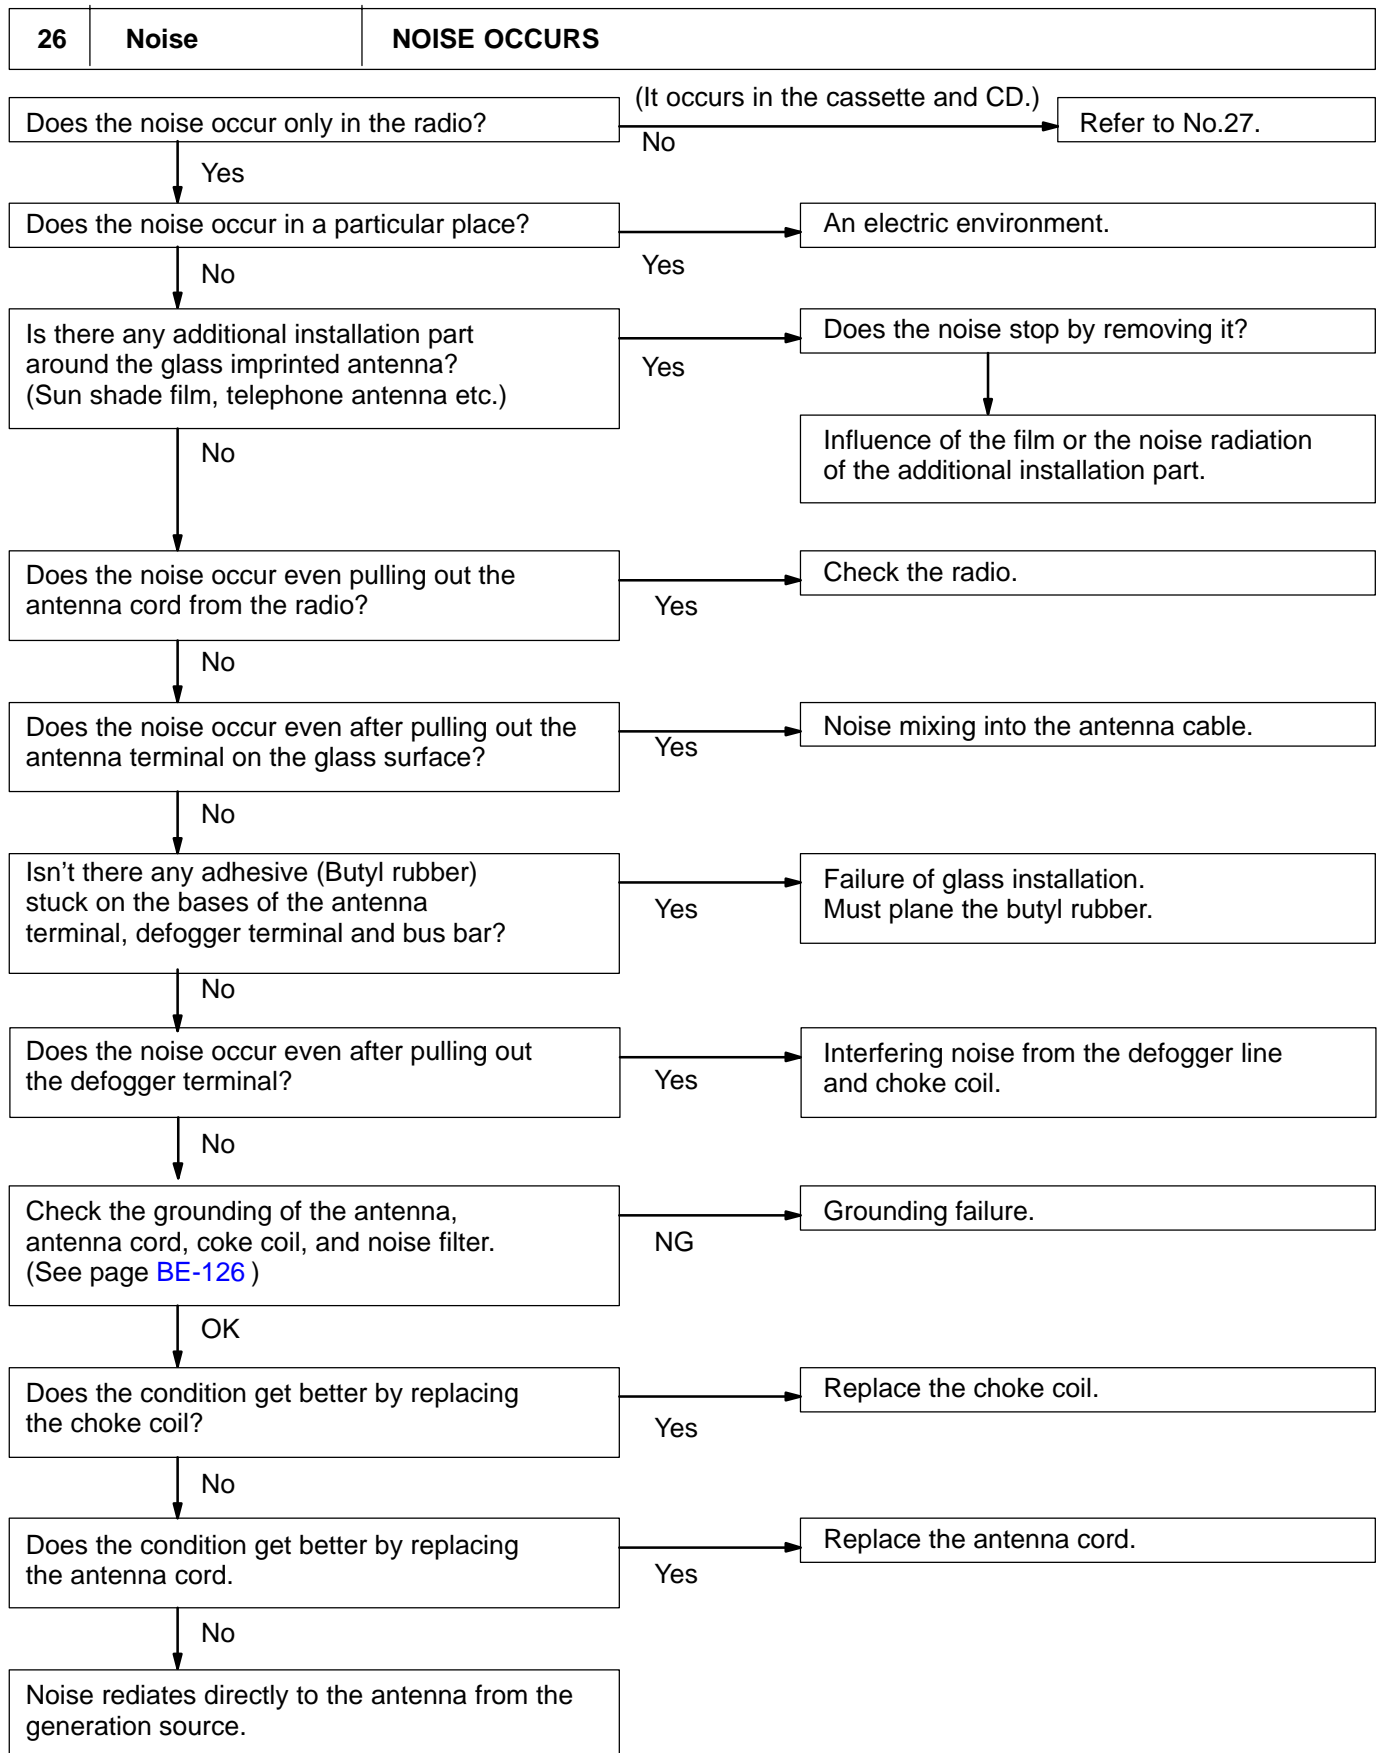 26 Noise NOISE OCCURS
Does the noise occur only in the radio?
(It occurs in the cassette and CD.)
No
Refer to No.27.
Yes
Does the noise occur in a particular place?
Yes
An electric environment.
No
Is there any additional installation part
around the glass imprinted antenna?
(Sun shade film, telephone antenna etc.)
Yes
Does the noise stop by removing it?
Influence of the film or the noise radiation
of the additional installation part.
No
Does the noise occur even pulling out the
antenna cord from the radio?
Yes
Check the radio.
No
Does the noise occur even after pulling out the
antenna terminal on the glass surface?
Yes
Noise mixing into the antenna cable.
No
Isn't there any adhesive (Butyl rubber)
stuck on the bases of the antenna
terminal, defogger terminal and bus bar?
Yes
Failure of glass installation.
Must plane the butyl rubber.
No
Does the noise occur even after pulling out
the defogger terminal?
Yes
Interfering noise from the defogger line
and choke coil.
No
Check the grounding of the antenna,
antenna cord, coke coil, and noise filter.
(See page BE-126 )
NG
Grounding failure.
OK
Does the condition get better by replacing
the choke coil?
Yes
Replace the choke coil.
No
Does the condition get better by replacing
the antenna cord.
Yes
Replace the antenna cord.
No
Noise rediates directly to the antenna from the
generation source.